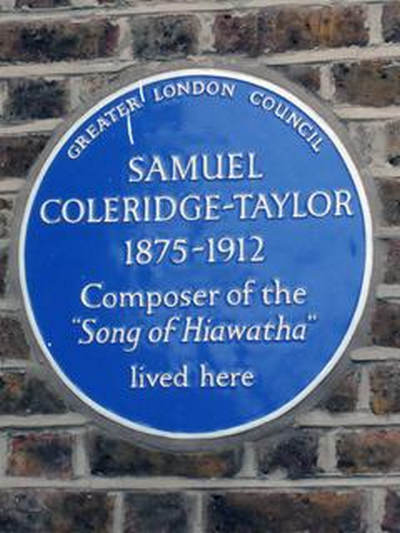 GREATER LONDON COUNCIL
SAMUEL
COLERIDGE-TAYLOR
1875-1912
Composer of the
"Song of Hiawatha"
lived here